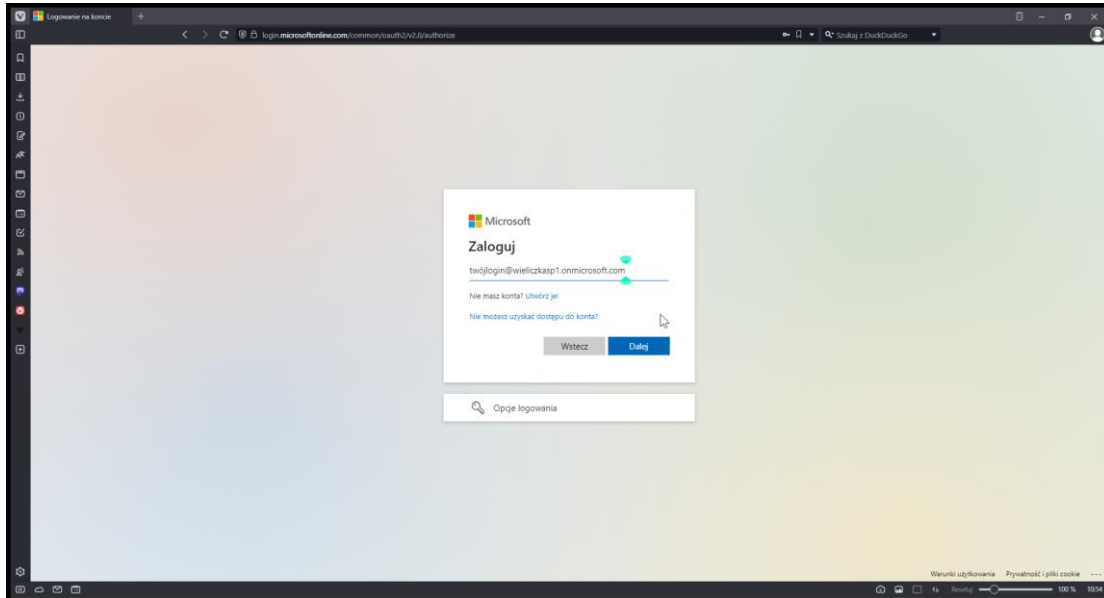 Logowanie na koncie
login.microsoftonline.com/common/oauth2/v2.0/authorize
Szukaj z DuckDuckGo
Microsoft
Zaloguj
twójlogin@wieliczkasp1.onmicrosoft.com
Nie masz konta? Utwórz je!
Nie możesz uzyskać dostępu do konta?
Wstecz Dalej
Opcje logowania
Warunki użytkowania Prywatność i pliki cookie ...
Resetuj 100 % 10:54